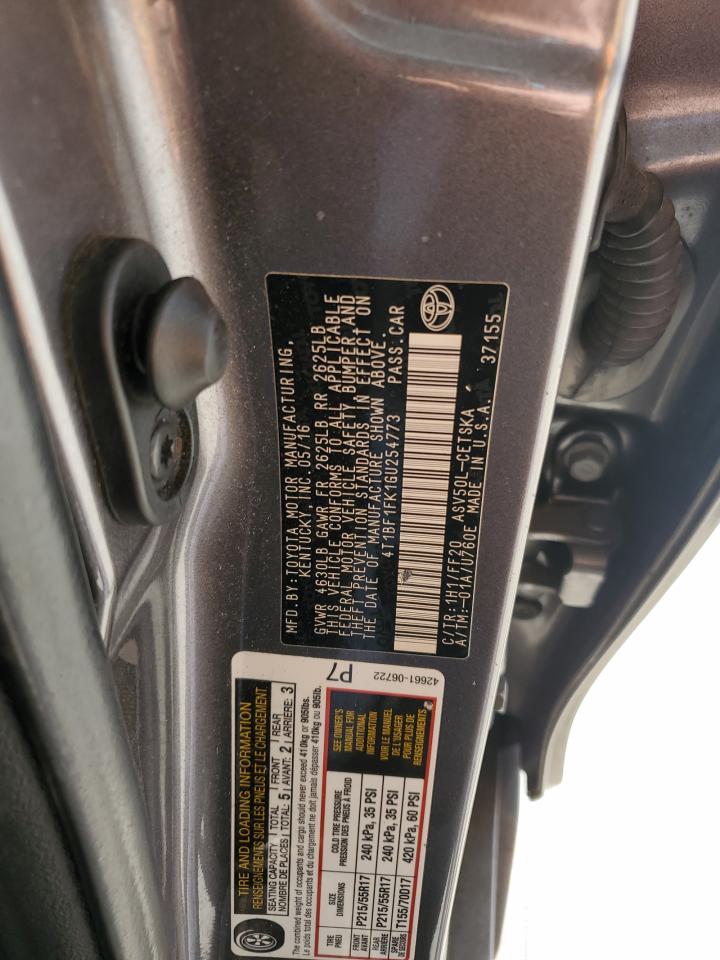 MFD.BY: TOYOTA MOTOR MANUFACTURING,
KENTUCKY, INC. 05/16
GVWR 4630LB GAWR FR 2625LB RR 2625LB
THIS VEHICLE CONFORMS TO ALL APPLICABLE
FEDERAL MOTOR VEHICLE SAFETY, BUMPER, AND
THEFT PREVENTION STANDARDS IN EFFECT ON
THE DATE OF MANUFACTURE SHOWN ABOVE.
4T1BF1FK1GU254773 PASS.CAR
C/TR: 1H1/FF20 ASV50L-CETSKA
A/TM: -01A/U760E MADE IN U.S.A. 37155
TIRE AND LOADING INFORMATION
RENSEIGNEMENTS SUR LES PNEUS ET LE CHARGEMENT.
SEATING CAPACITY TOTAL 5 FRONT 2 REAR 3
NOMBRE DE PLACES TOTAL: AVANT: ARRIÈRE:
The combined weight of occupants and cargo should never exceed 410kg or 905lbs.
Le poids total des occupants et du chargement ne doit jamais dépasser 410kg ou 905lb.
TIRE DIMENSIONS COLD TIRE PRESSURE
PNEU DIMENSIONS PRESSION DES PNEUS À FROID
FRONT AVANT P215/55R17 240 kPa, 35 PSI
REAR ARRIÈRE P215/55R17 240 kPa, 35 PSI
SPARE DE SECOURS T155/70D17 420 kPa, 60 PSI
SEE OWNER'S
MANUAL FOR
ADDITIONAL
INFORMATION
VOIR LE MANUEL
DE L'USAGER
POUR PLUS DE
RENSEIGNEMENTS
P7
42661-06722